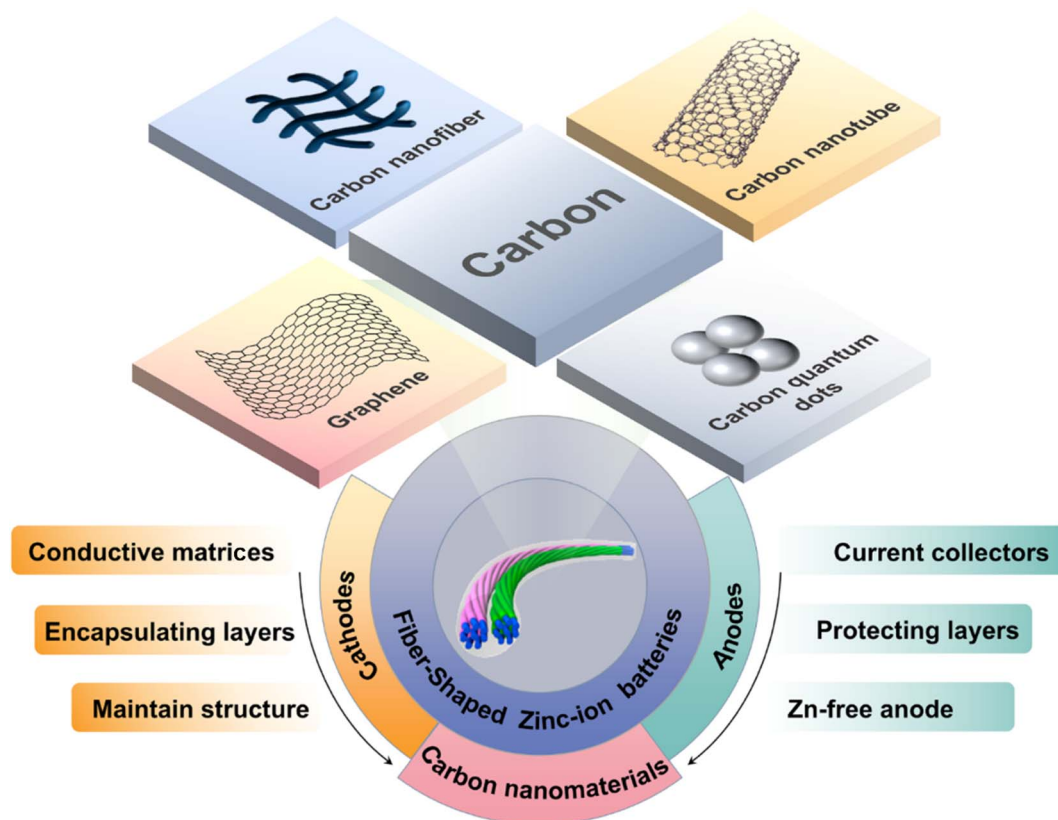 Carbon nanofiber
Carbon nanotube
Carbon
Graphene
Carbon quantum
dots
Conductive matrices
Encapsulating layers
Maintain structure
Cathodes
Fiber-Shaped Zinc-ion batteries
Anodes
Carbon nanomaterials
Current collectors
Protecting layers
Zn-free anode